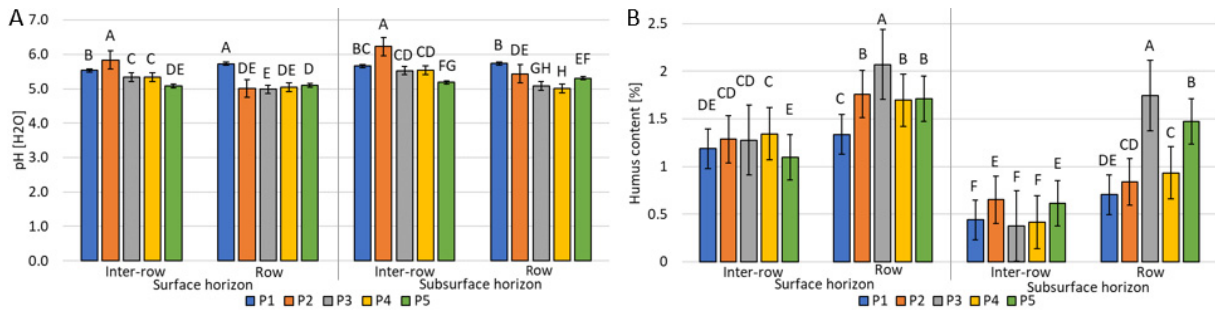 A
pH [H2O]
7.0
6.0
5.0
4.0
3.0
2.0
1.0
0.0
B A C C DE
A DE E DE D
BC A CD CD FG
B DE GH H EF
Inter-row Row Inter-row Row
Surface horizon Subsurface horizon
P1 P2 P3 P4 P5
B
Humus content [%]
2.5
2
1.5
1
0.5
0
DE CD CD C E
C B A B B
F E F F E
DE CD A C B
Inter-row Row Inter-row Row
Surface horizon Subsurface horizon
P1 P2 P3 P4 P5